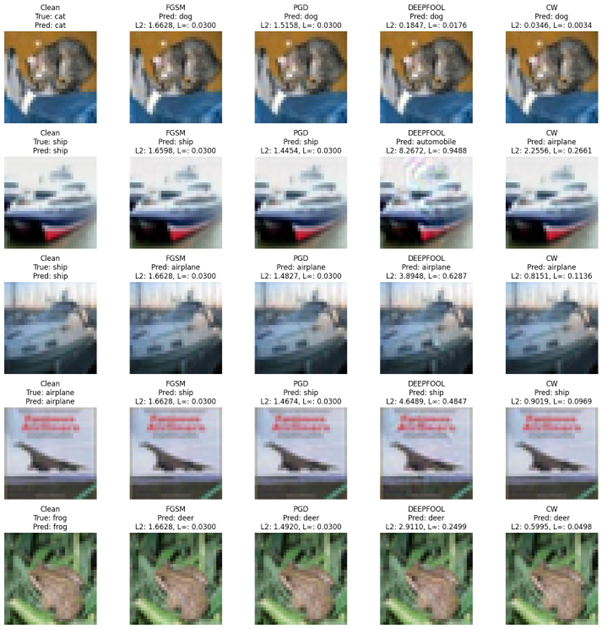 Clean
True: cat
Pred: cat
FGSM
Pred: dog
L2: 1.6628, L∞: 0.0300
PGD
Pred: dog
L2: 1.5158, L∞: 0.0300
DEEPFOOL
Pred: dog
L2: 0.1847, L∞: 0.0176
CW
Pred: dog
L2: 0.0346, L∞: 0.0034
Clean
True: ship
Pred: ship
FGSM
Pred: ship
L2: 1.6598, L∞: 0.0300
PGD
Pred: ship
L2: 1.4454, L∞: 0.0300
DEEPFOOL
Pred: automobile
L2: 8.2672, L∞: 0.9488
CW
Pred: airplane
L2: 2.2556, L∞: 0.2661
Clean
True: ship
Pred: ship
FGSM
Pred: airplane
L2: 1.6628, L∞: 0.0300
PGD
Pred: airplane
L2: 1.4827, L∞: 0.0300
DEEPFOOL
Pred: airplane
L2: 3.8948, L∞: 0.6287
CW
Pred: airplane
L2: 0.8151, L∞: 0.1136
Clean
True: airplane
Pred: airplane
FGSM
Pred: ship
L2: 1.6628, L∞: 0.0300
PGD
Pred: ship
L2: 1.4674, L∞: 0.0300
DEEPFOOL
Pred: ship
L2: 4.6489, L∞: 0.4847
CW
Pred: ship
L2: 0.9019, L∞: 0.0969
Clean
True: frog
Pred: frog
FGSM
Pred: deer
L2: 1.6628, L∞: 0.0300
PGD
Pred: deer
L2: 1.4920, L∞: 0.0300
DEEPFOOL
Pred: deer
L2: 2.9110, L∞: 0.2499
CW
Pred: deer
L2: 0.5995, L∞: 0.0498